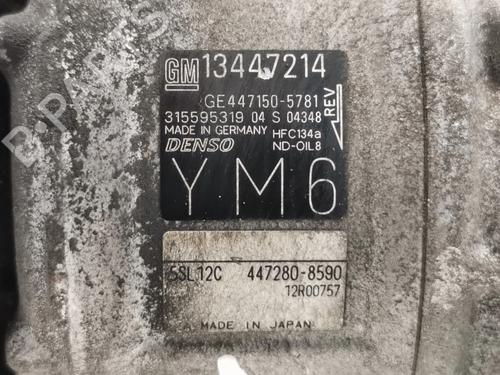 GM 13447214
GE447150-5781
315595319 04 S 04348
MADE IN GERMANY HFC134a
DENSO ND-OIL8
REV
YM6
5SL12C 447280-8590
12R00757
MADE IN JAPAN